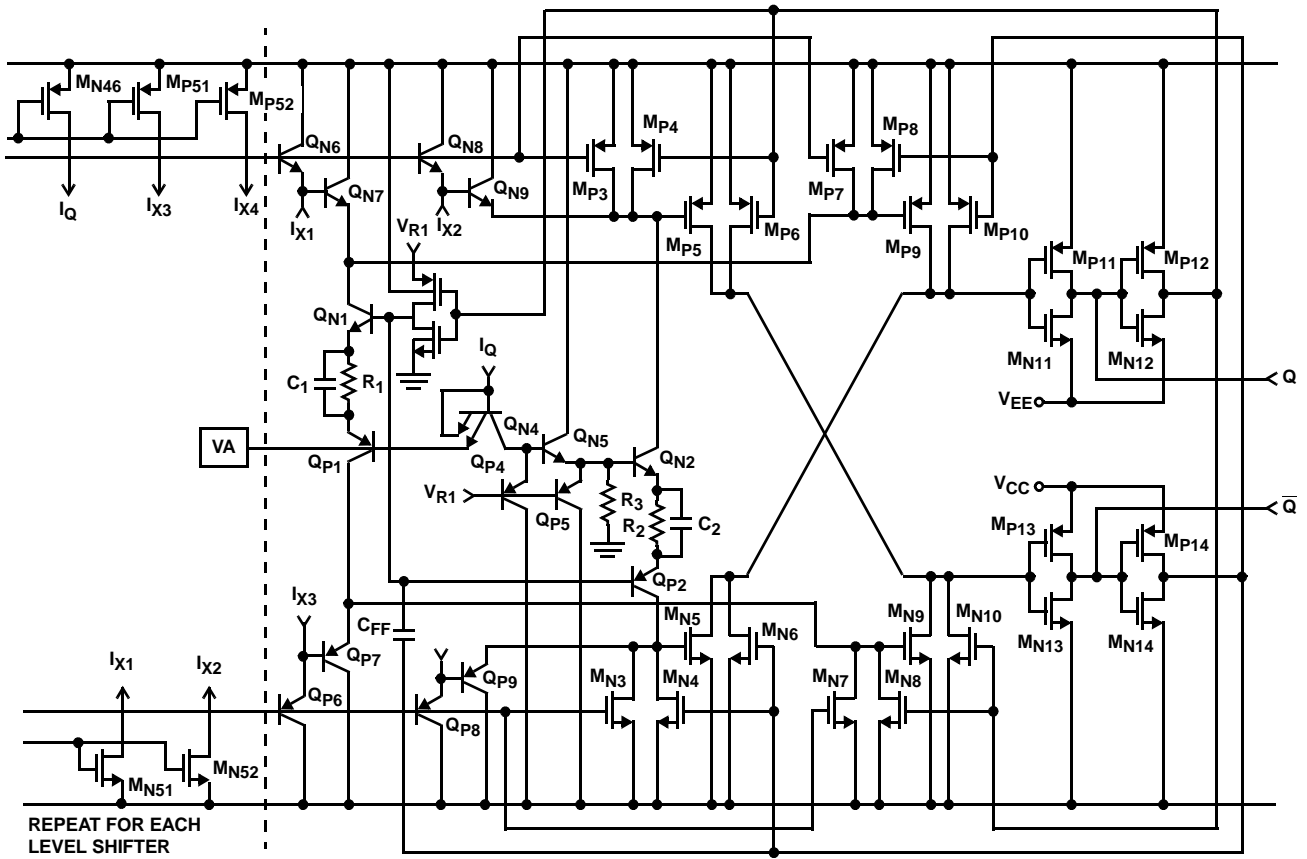 MN46
MP51
MP52
IQ
IX3
IX4
QN6
QN7
IX1
QN8
QN9
IX2
VR1
MP4
MP3
MP5
MP6
MP8
MP7
MP9
MP10
MP11
MP12
MN11
MN12
VEE
Q
QN1
C1
R1
IQ
QN4
QN5
QN2
VA
QP1
QP4
VR1
QP5
R3
R2
C2
QP2
VCC
Q̅
MP13
MP14
MN13
MN14
IX3
CFF
QP7
QP6
QP9
QP8
MN5
MN6
MN3
MN4
MN9
MN10
MN7
MN8
IX1
IX2
MN51
MN52
REPEAT FOR EACH
LEVEL SHIFTER